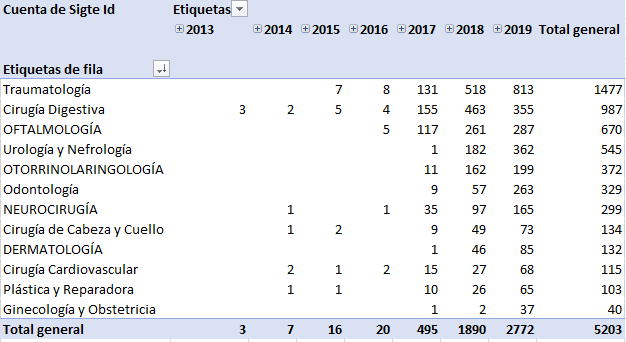 Cuenta de Sigte Id Etiquetas
2013 2014 2015 2016 2017 2018 2019 Total general
Etiquetas de fila
Traumatología 7 8 131 518 813 1477
Cirugía Digestiva 3 2 5 4 155 463 355 987
OFTALMOLOGÍA 5 117 261 287 670
Urología y Nefrología 1 182 362 545
OTORRINOLARINGOLOGÍA 11 162 199 372
Odontología 9 57 263 329
NEUROCIRUGÍA 1 1 35 97 165 299
Cirugía de Cabeza y Cuello 1 2 9 49 73 134
DERMATOLOGÍA 1 46 85 132
Cirugía Cardiovascular 2 1 2 15 27 68 115
Plástica y Reparadora 1 1 10 26 65 103
Ginecología y Obstetricia 1 2 37 40
Total general 3 7 16 20 495 1890 2772 5203